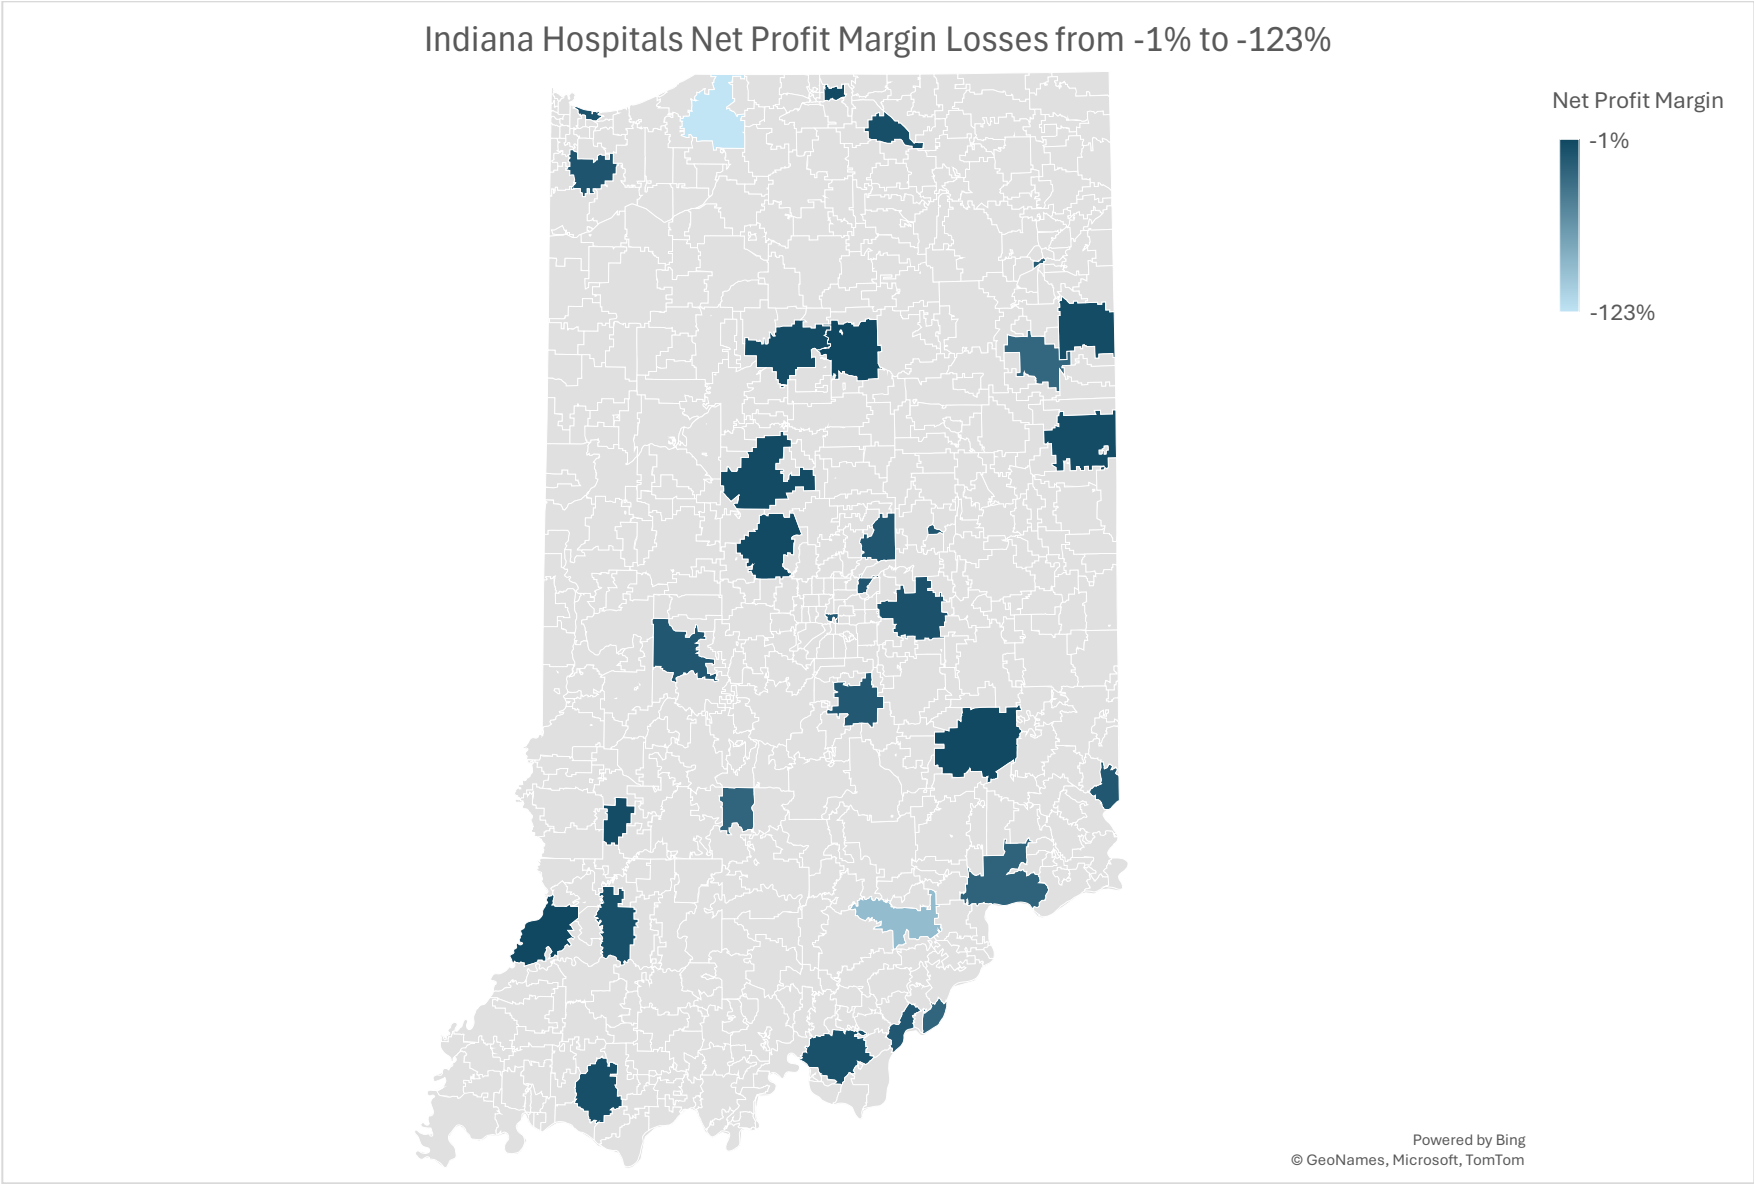 Indiana Hospitals Net Profit Margin Losses from -1% to -123%
Net Profit Margin
-1%
-123%
Powered by Bing
© GeoNames, Microsoft, TomTom